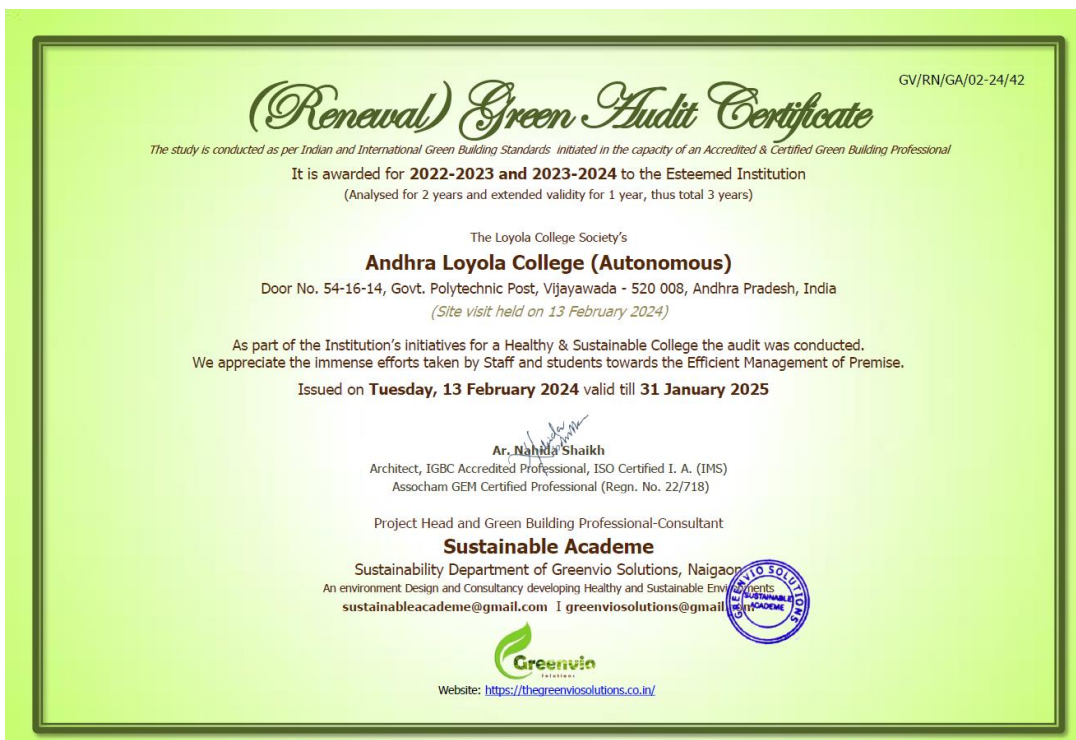 GV/RN/GA/02-24/42
(Renewal) Green Audit Certificate
The study is conducted as per Indian and International Green Building Standards initiated in the capacity of an Accredited & Certified Green Building Professional
It is awarded for 2022-2023 and 2023-2024 to the Esteemed Institution
(Analysed for 2 years and extended validity for 1 year, thus total 3 years)
The Loyola College Society's
Andhra Loyola College (Autonomous)
Door No. 54-16-14, Govt. Polytechnic Post, Vijayawada - 520 008, Andhra Pradesh, India
(Site visit held on 13 February 2024)
As part of the Institution's initiatives for a Healthy & Sustainable College the audit was conducted.
We appreciate the immense efforts taken by Staff and students towards the Efficient Management of Premise.
Issued on Tuesday, 13 February 2024 valid till 31 January 2025
Ar. Nahida Shaikh
Architect, IGBC Accredited Professional, ISO Certified I. A. (IMS)
Assocham GEM Certified Professional (Regn. No. 22/718)
Project Head and Green Building Professional-Consultant
Sustainable Academe
Sustainability Department of Greenvio Solutions, Naigaon
An environment Design and Consultancy developing Healthy and Sustainable Environments
sustainableacademe@gmail.com I greenviosolutions@gmail.com
GREENVIO SOLUTIONS
SUSTAINABLE
ACADEME
Greenvio
Solutions
Website: https://thegreenviosolutions.co.in/